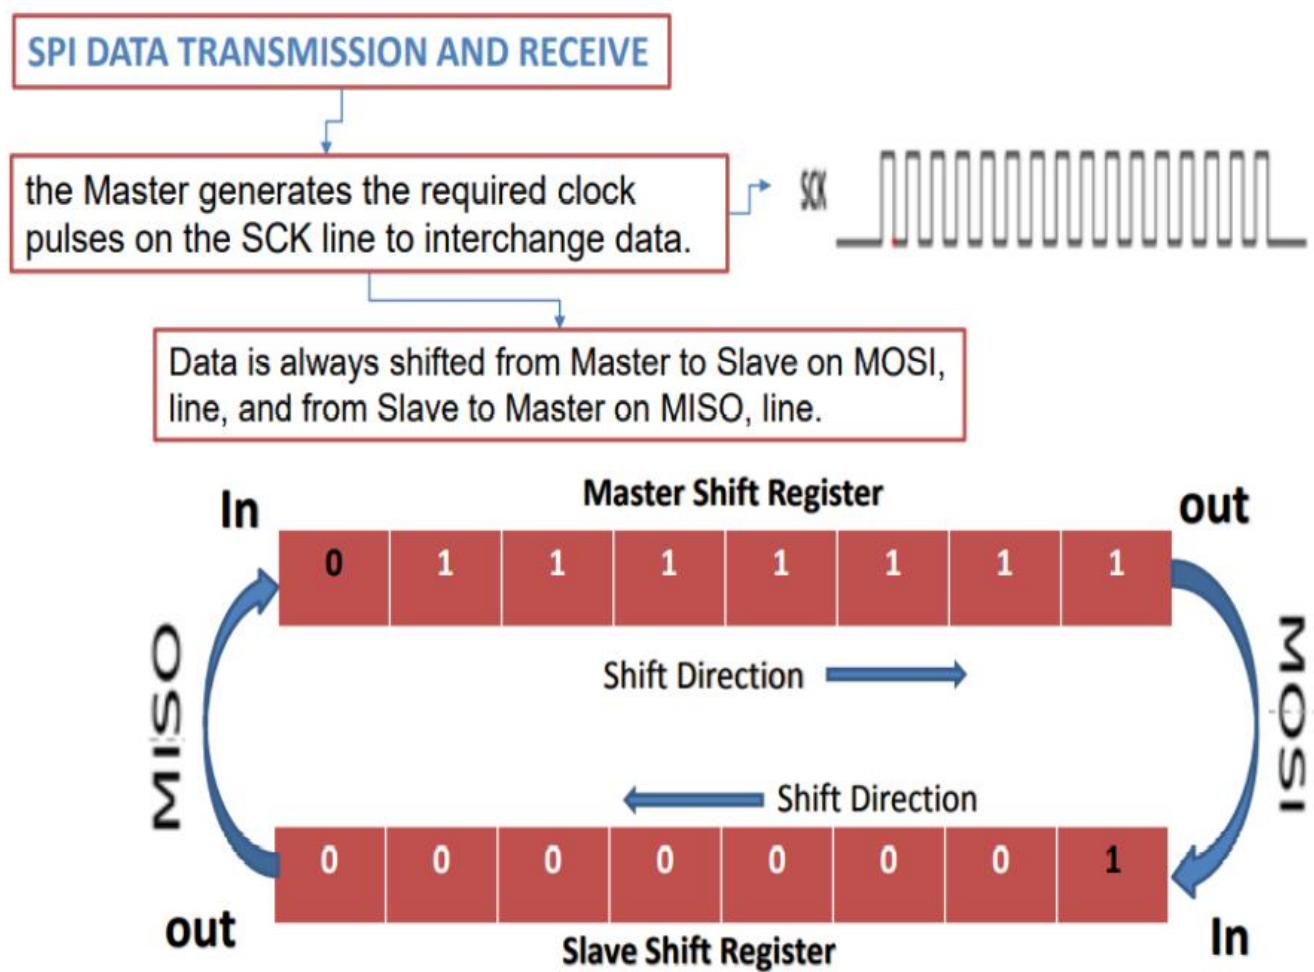 SPI DATA TRANSMISSION AND RECEIVE
the Master generates the required clock
pulses on the SCK line to interchange data.
SCK
Data is always shifted from Master to Slave on MOSI,
line, and from Slave to Master on MISO, line.
In
Master Shift Register
out
0 1 1 1 1 1 1 1
MISO
Shift Direction
MOSI
Shift Direction
0 0 0 0 0 0 0 1
out
Slave Shift Register
In